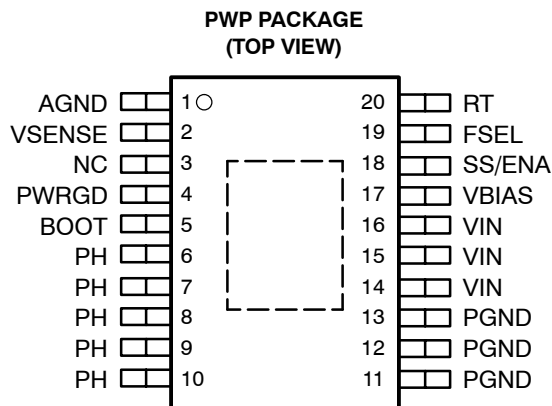 PWP PACKAGE
(TOP VIEW)
AGND 1 20 RT
VSENSE 2 19 FSEL
NC 3 18 SS/ENA
PWRGD 4 17 VBIAS
BOOT 5 16 VIN
PH 6 15 VIN
PH 7 14 VIN
PH 8 13 PGND
PH 9 12 PGND
PH 10 11 PGND